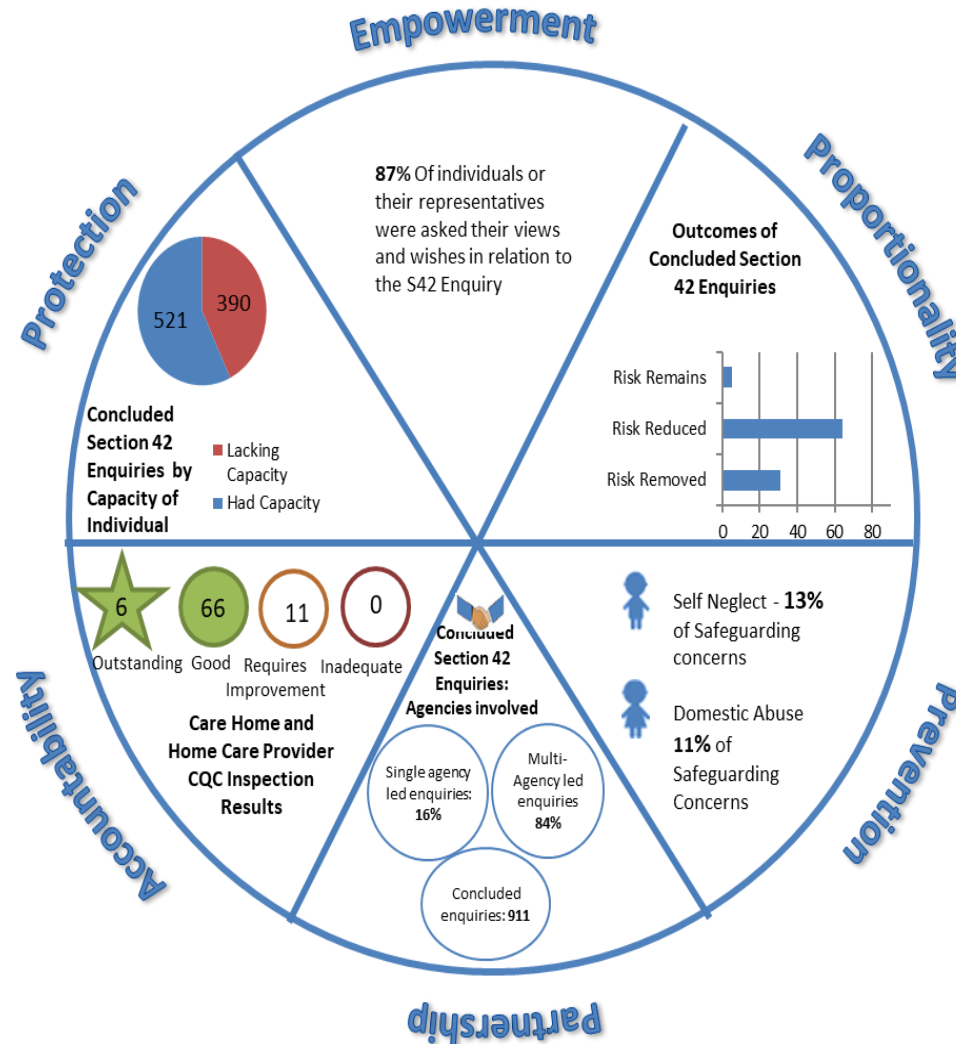 Empowerment
87% Of individuals or
their representatives
were asked their views
and wishes in relation to
the S42 Enquiry
Proportionality
Outcomes of
Concluded Section
42 Enquiries
Risk Remains
Risk Reduced
Risk Removed
0 20 40 60 80
Prevention
Self Neglect - 13%
of Safeguarding
concerns
Domestic Abuse
11% of
Safeguarding
Concerns
Partnership
Concluded
Section 42
Enquiries:
Agencies involved
Single agency
led enquiries:
16%
Multi-
Agency led
enquiries
84%
Concluded
enquiries: 911
Accountability
6
Outstanding
66
Good
11
Requires
Improvement
0
Inadequate
Care Home and
Home Care Provider
CQC Inspection
Results
Protection
521
390
Concluded
Section 42
Enquiries by
Capacity of
Individual
Lacking
Capacity
Had Capacity